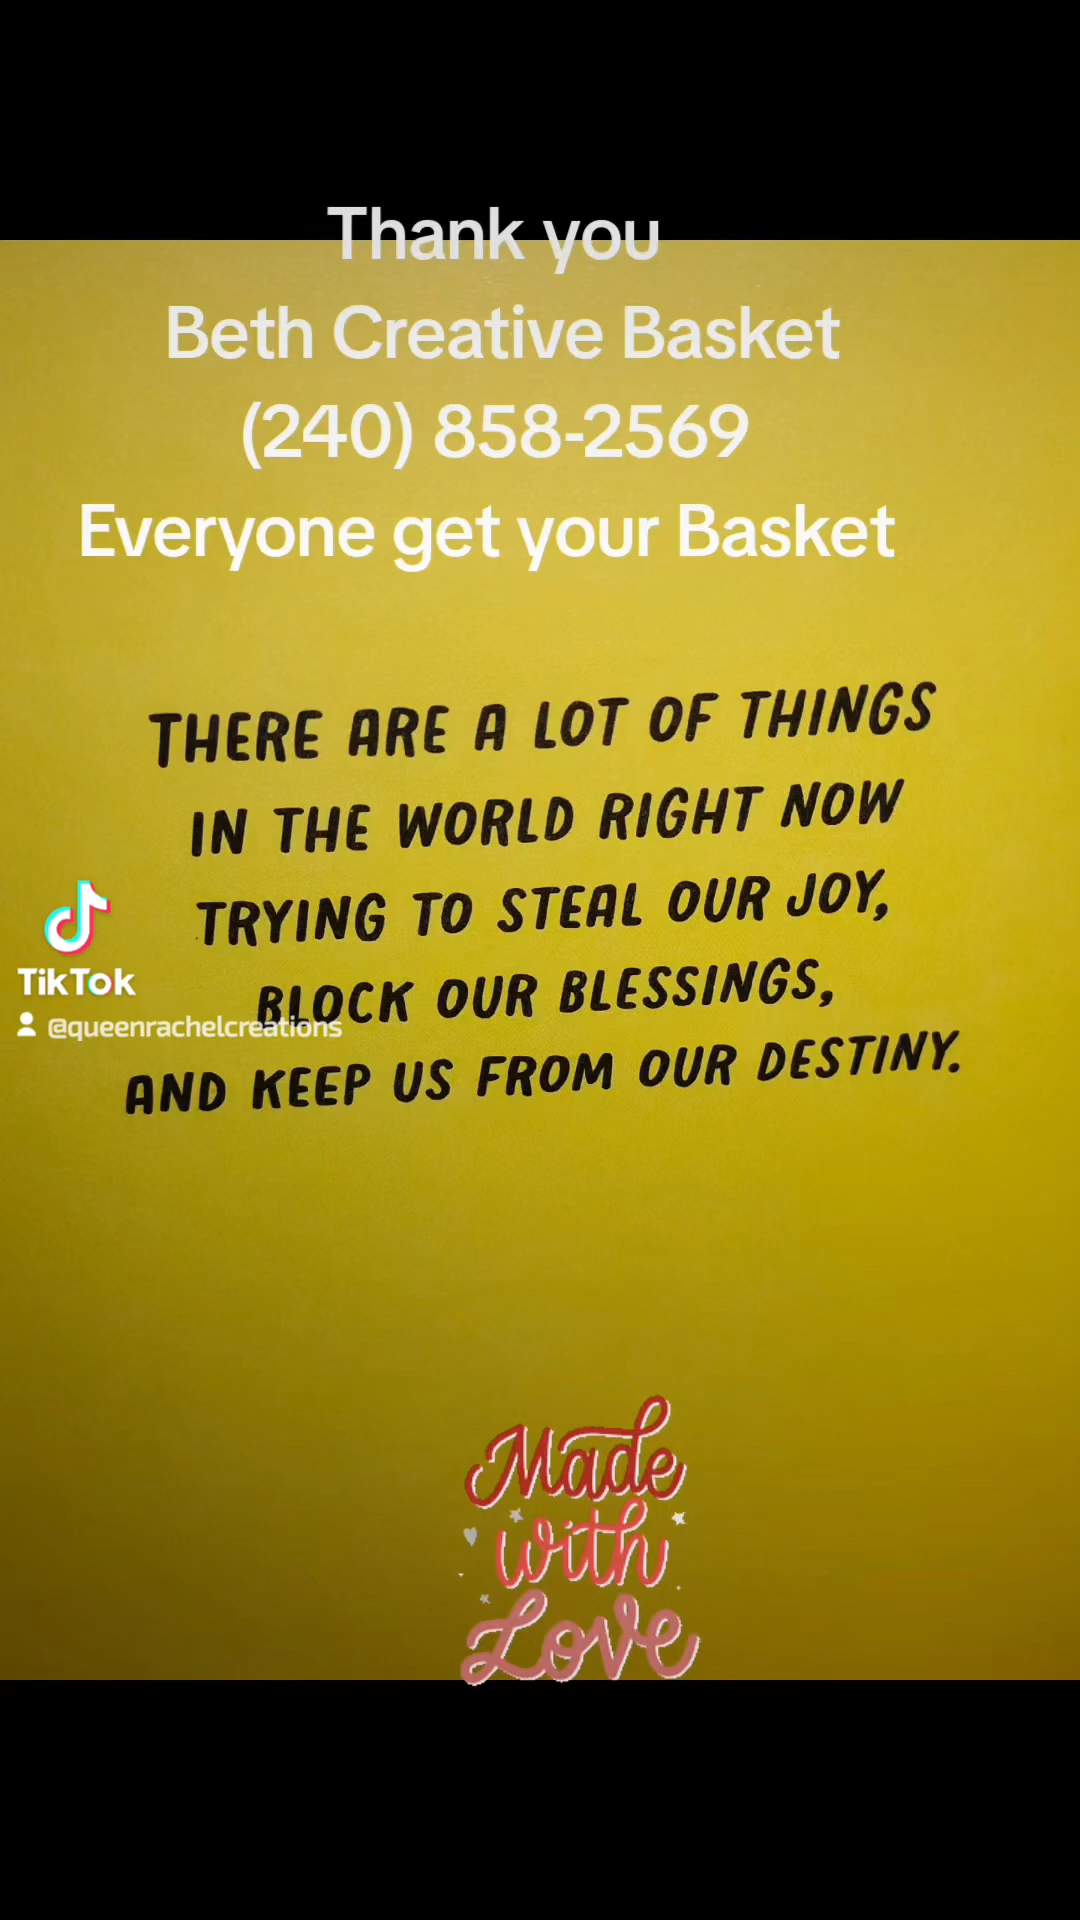 Thank you
Beth Creative Basket
(240) 858-2569
Everyone get your Basket
THERE ARE A LOT OF THINGS
IN THE WORLD RIGHT NOW
TRYING TO STEAL OUR JOY,
BLOCK OUR BLESSINGS,
AND KEEP US FROM OUR DESTINY.
TikTok
@queenrachelcreations
Made
with
Love